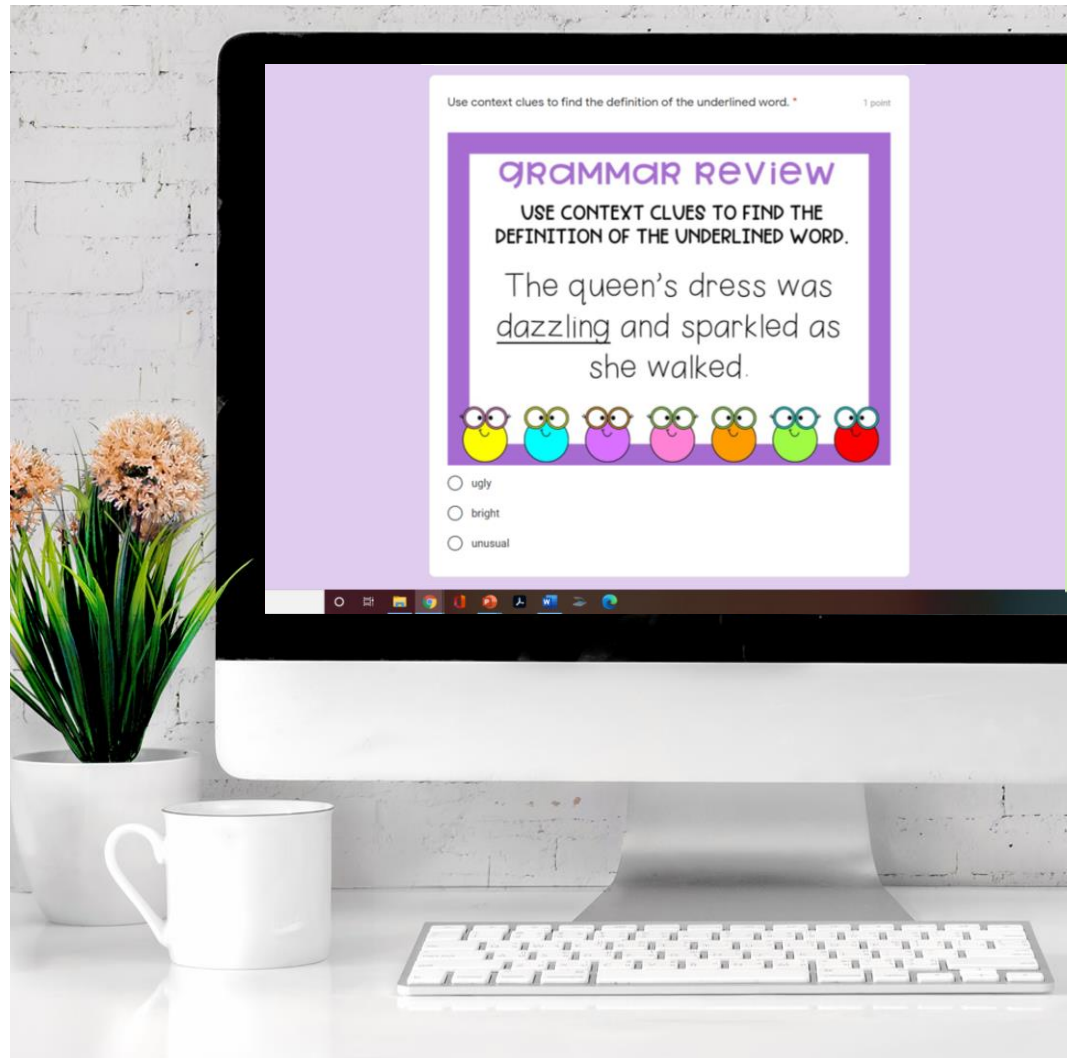 Use context clues to find the definition of the underlined word. *
1 point
GRAMMAR REVIEW
USE CONTEXT CLUES TO FIND THE
DEFINITION OF THE UNDERLINED WORD.
The queen's dress was
dazzling and sparkled as
she walked.
ugly
bright
unusual